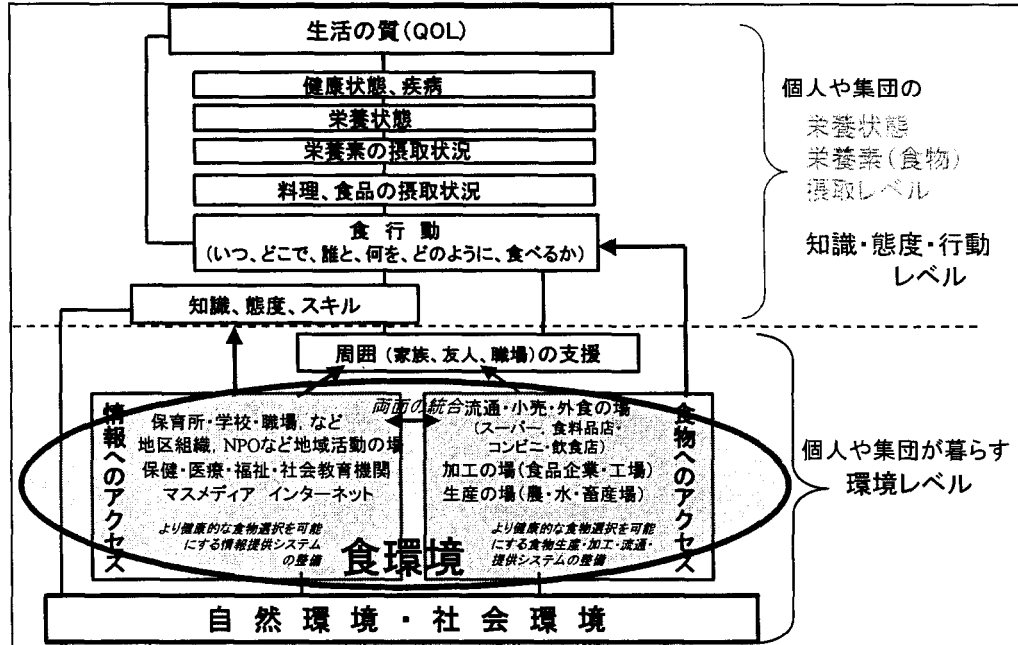 生活の質(QOL)
健康状態、疾病
栄養状態
栄養素の摂取状況
料理、食品の摂取状況
食 行 動
(いつ、どこで、誰と、何を、どのように、食べるか)
知識、態度、スキル
周囲(家族、友人、職場)の支援
情報へのアクセス
保育所・学校・職場, など
地区組織, NPOなど地域活動の場
保健・医療・福祉・社会教育機関
マスメディア インターネット
より健康的な食物選択を可能
にする情報提供システム
の整備
両面の統合
流通・小売・外食の場
(スーパー, 食料品店・
コンビニ・飲食店)
加工の場(食品企業・工場)
生産の場(農・水・畜産場)
より健康的な食物選択を可能
にする食物生産・加工・流通・
提供システムの整備
食物へのアクセス
食環境
自 然 環 境 ・ 社 会 環 境
個人や集団の
栄養状態
栄養素(食物)
摂取レベル
知識・態度・行動
レベル
個人や集団が暮らす
環境レベル